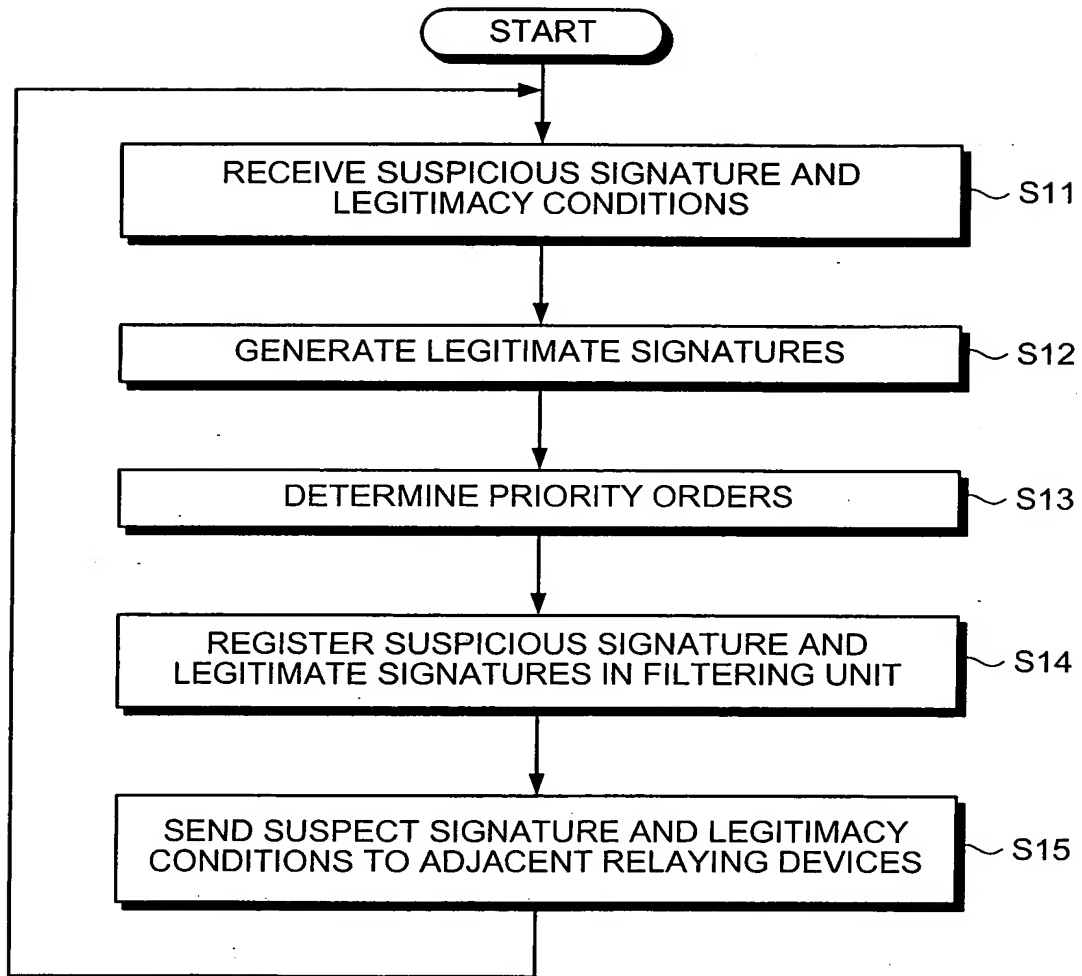 START
RECEIVE SUSPICIOUS SIGNATURE AND
LEGITIMACY CONDITIONS
S11
GENERATE LEGITIMATE SIGNATURES
S12
DETERMINE PRIORITY ORDERS
S13
REGISTER SUSPICIOUS SIGNATURE AND
LEGITIMATE SIGNATURES IN FILTERING UNIT
S14
SEND SUSPECT SIGNATURE AND LEGITIMACY
CONDITIONS TO ADJACENT RELAYING DEVICES
S15